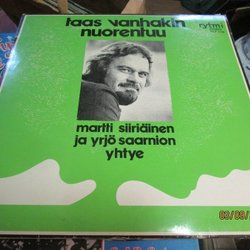 taas vanhakin
nuorentuu
rytmi
martti siiriäinen
ja yrjö saarnion
yhtye